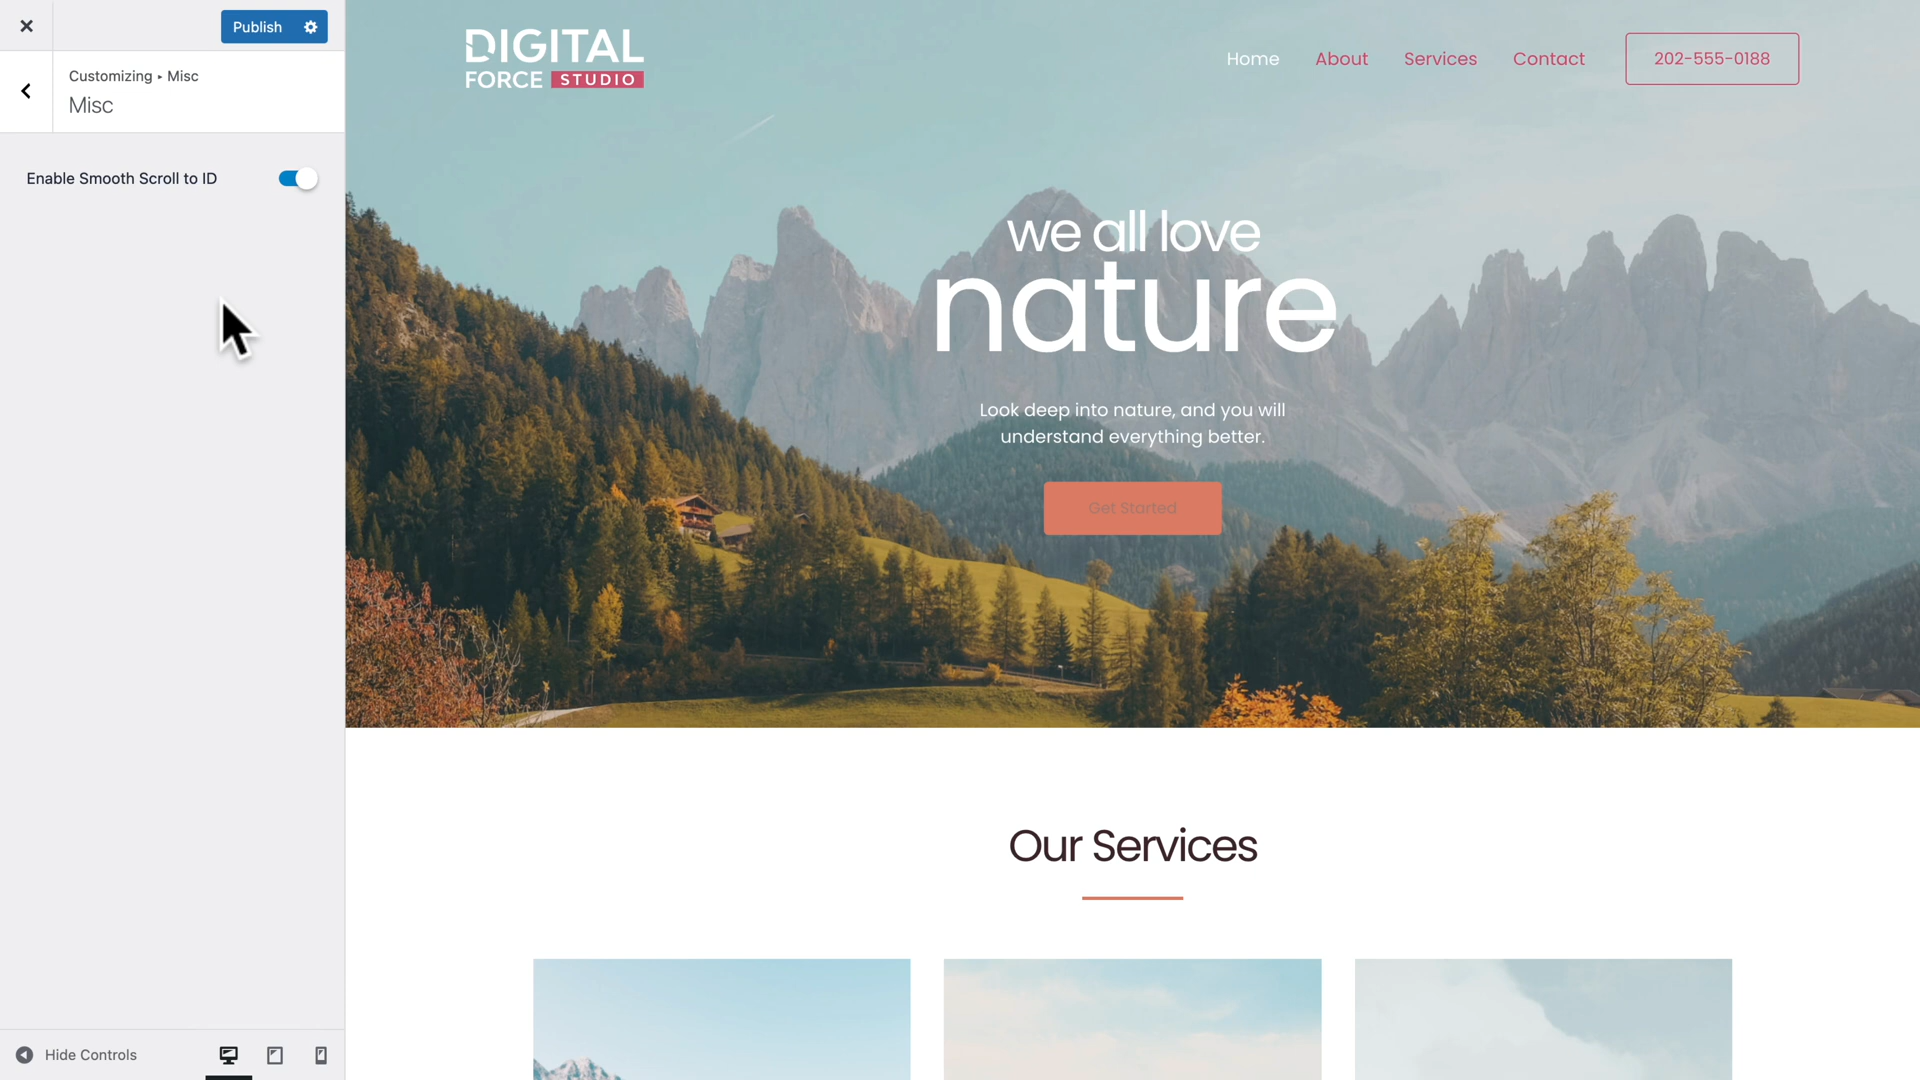 Publish
Customizing ▸ Misc
Misc
Enable Smooth Scroll to ID
Hide Controls
DIGITAL
FORCE STUDIO
Home About Services Contact 202-555-0188
we all love
nature
Look deep into nature, and you will
understand everything better.
Get Started
Our Services